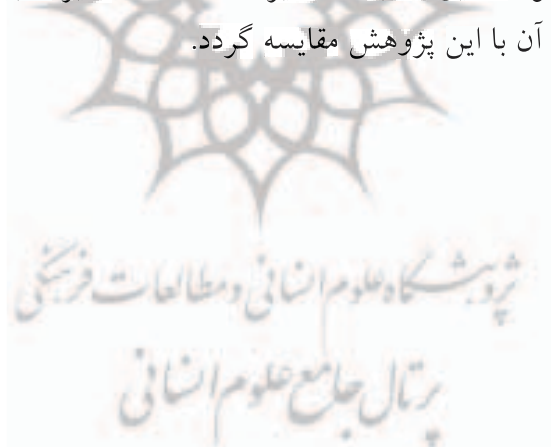 آن با این پژوهش مقایسه گردد.
پژوهشگاه علوم انسانی و مطالعات فرهنگی
پرتال جامع علوم انسانی